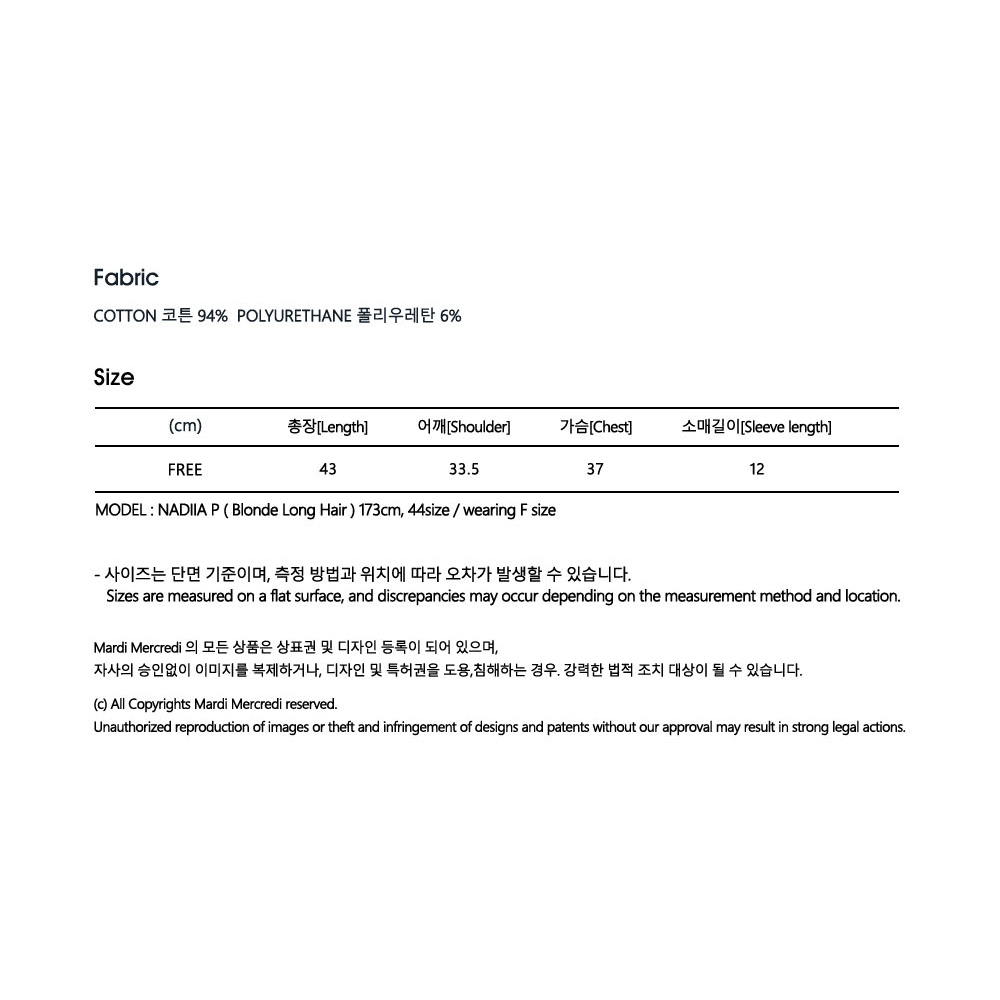 Fabric
COTTON 코튼 94% POLYURETHANE 폴리우레탄 6%
Size
(cm) 총장[Length] 어깨[Shoulder] 가슴[Chest] 소매길이[Sleeve length]
FREE 43 33.5 37 12
MODEL : NADIIA P ( Blonde Long Hair ) 173cm, 44size / wearing F size
- 사이즈는 단면 기준이며, 측정 방법과 위치에 따라 오차가 발생할 수 있습니다.
Sizes are measured on a flat surface, and discrepancies may occur depending on the measurement method and location.
Mardi Mercredi 의 모든 상품은 상표권 및 디자인 등록이 되어 있으며,
자사의 승인없이 이미지를 복제하거나, 디자인 및 특허권을 도용,침해하는 경우. 강력한 법적 조치 대상이 될 수 있습니다.
(c) All Copyrights Mardi Mercredi reserved.
Unauthorized reproduction of images or theft and infringement of designs and patents without our approval may result in strong legal actions.